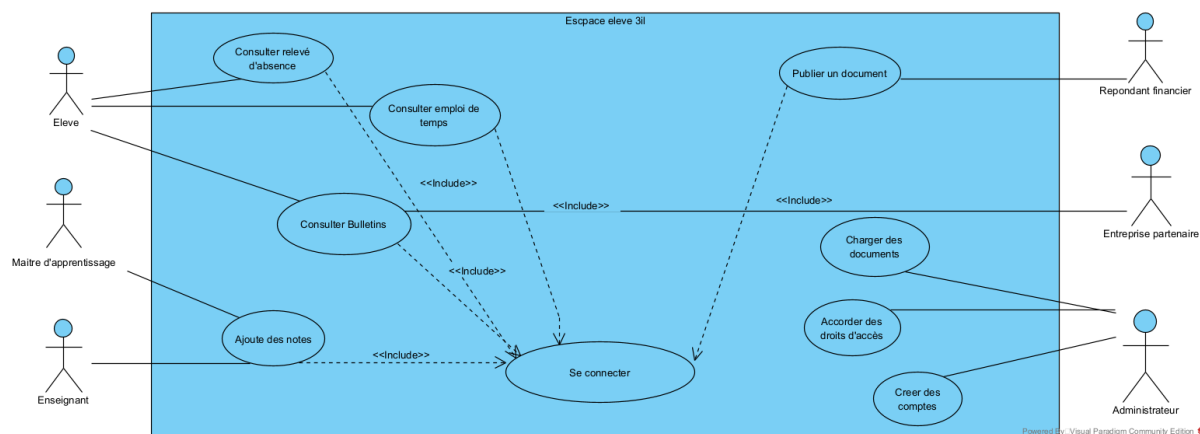 Escpace eleve 3il
Consulter relevé
d'absence
Publier un document
Repondant financier
Eleve
Consulter emploi de
temps
<<Include>>
<<Include>>
<<Include>>
Consulter Bulletins
Entreprise partenaire
Charger des
documents
Maitre d'apprentissage
<<Include>>
Accorder des
droits d'accès
Ajoute des notes
<<Include>>
Se connecter
Creer des
comptes
Enseignant
Administrateur
Powered By: Visual Paradigm Community Edition